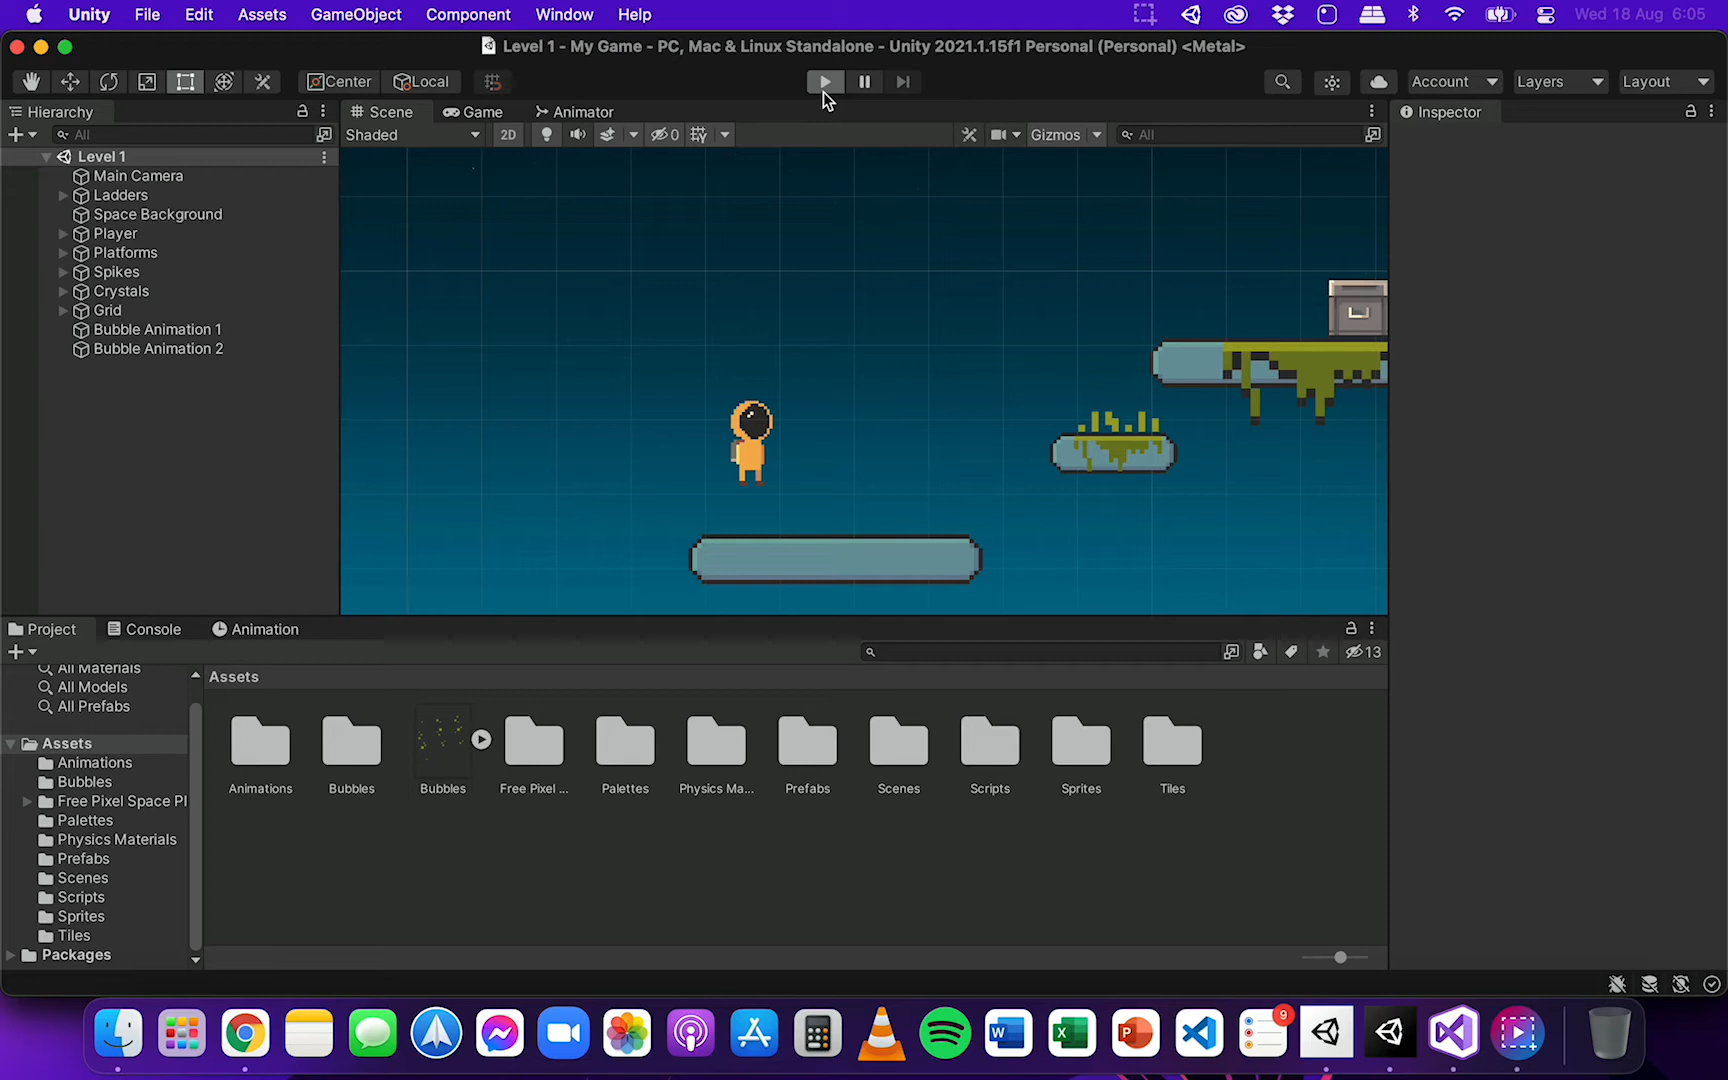 Unity File Edit Assets GameObject Component Window Help Wed 18 Aug 6:05
Level 1 - My Game - PC, Mac & Linux Standalone - Unity 2021.1.15f1 Personal (Personal) <Metal>
Center Local Account Layers Layout
Hierarchy Scene Game Animator Inspector
All Shaded 2D 0 Gizmos All
Level 1
Main Camera
Ladders
Space Background
Player
Platforms
Spikes
Crystals
Grid
Bubble Animation 1
Bubble Animation 2
Project Console Animation
13
All Materials
All Models
All Prefabs
Assets
Animations
Bubbles
Free Pixel Space Pl
Palettes
Physics Materials
Prefabs
Scenes
Scripts
Sprites
Tiles
Packages
Assets
Animations Bubbles Bubbles Free Pixel ... Palettes Physics Ma... Prefabs Scenes Scripts Sprites Tiles
W X P 9